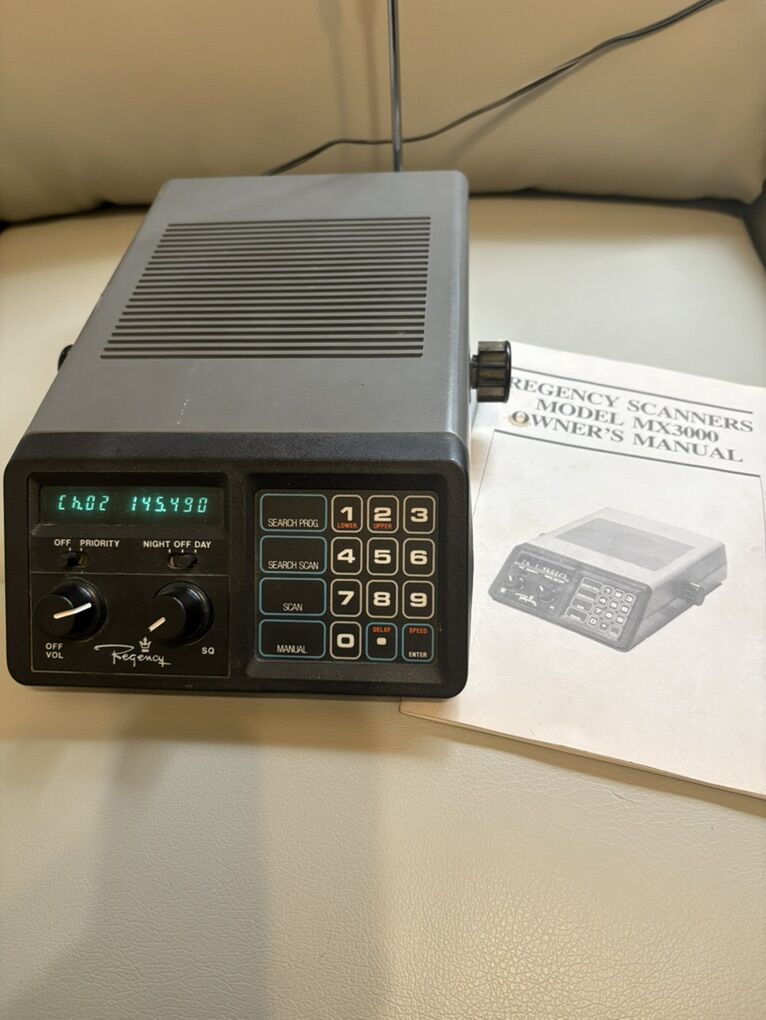 Ch.02 145.490
OFF PRIORITY NIGHT OFF DAY
OFF
VOL
Regency
SQ
SEARCH PROG. 1 LOWER 2 UPPER 3
SEARCH SCAN 4 5 6
SCAN 7 8 9
MANUAL 0 DELAY . SPEED ENTER
REGENCY SCANNERS
MODEL MX3000
OWNER'S MANUAL